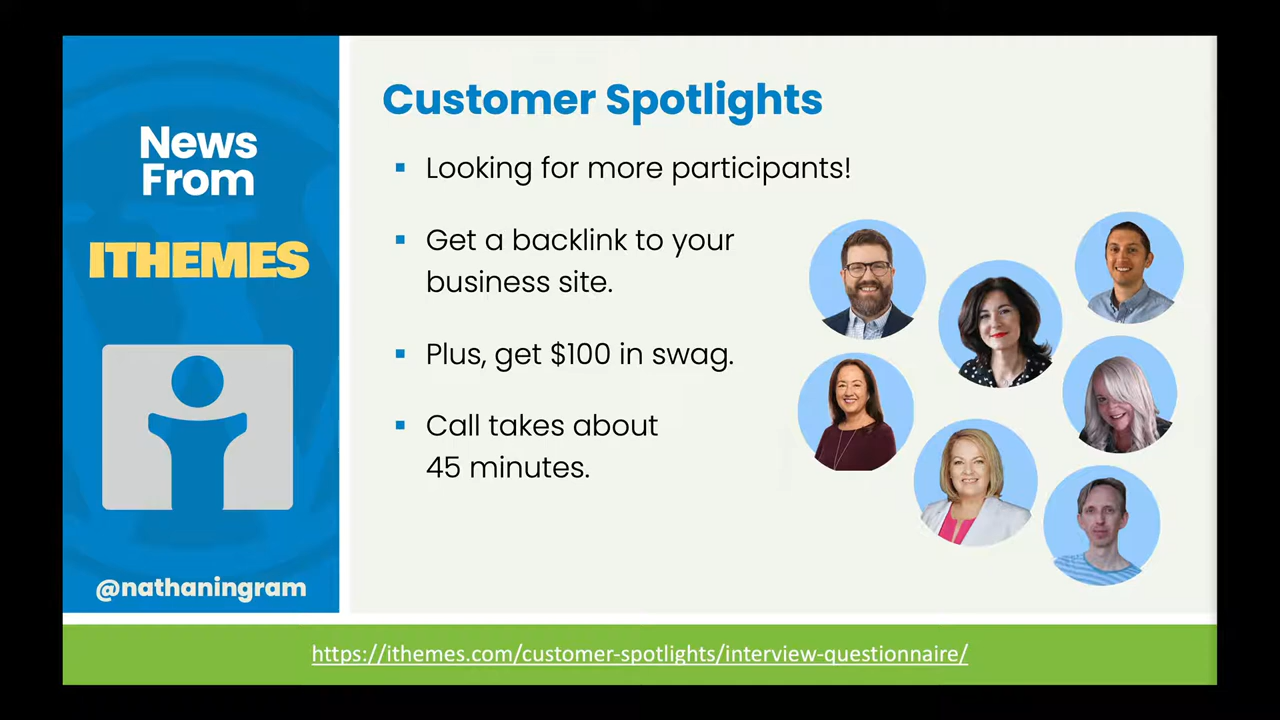 News
From
ITHEMES
@nathaningram
Customer Spotlights
Looking for more participants!
Get a backlink to your
business site.
Plus, get $100 in swag.
Call takes about
45 minutes.
https://ithemes.com/customer-spotlights/interview-questionnaire/